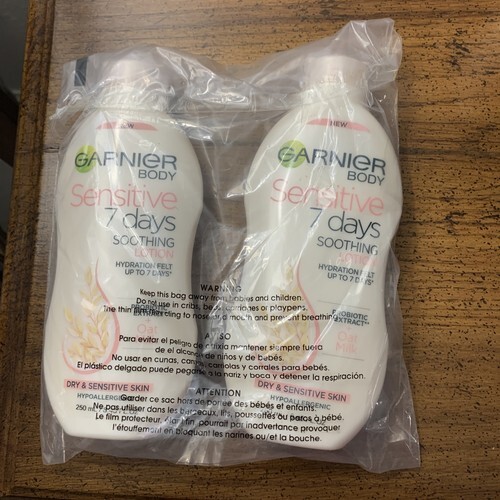 NEW
GARNIER
BODY
Sensitive
7 days
SOOTHING
LOTION
HYDRATION FELT
UP TO 7 DAYS*
Oat
DRY & SENSITIVE SKIN
HYPOALLERGENIC
250 ml
NEW
GARNIER
BODY
Sensitive
7 days
SOOTHING
LOTION
HYDRATION FELT
UP TO 7 DAYS*
PROBIOTIC
EXTRACT**
Oat
Milk
DRY & SENSITIVE SKIN
HYPOALLERGENIC
WARNING
Keep this bag away from babies and children.
Do not use in cribs, beds, carriages or playpens.
The thin film may cling to nose and mouth and prevent breathing.
AVISO
Para evitar el peligro de asfixia mantener siempre fuera
del alcance de niños y de bebés.
No usar en cunas, camas, carriolas y corrales para bebés.
El plástico delgado puede pegarse a la nariz y boca y detener la respiración.
ATTENTION
Garder ce sac hors de portée des bébés et enfants.
Ne pas utiliser dans les berceaux, lits, poussettes ou parcs à bébé.
Le film protecteur, s'il est fin, pourrait par inadvertance provoquer
l'étouffement en bloquant les narines ou/et la bouche.